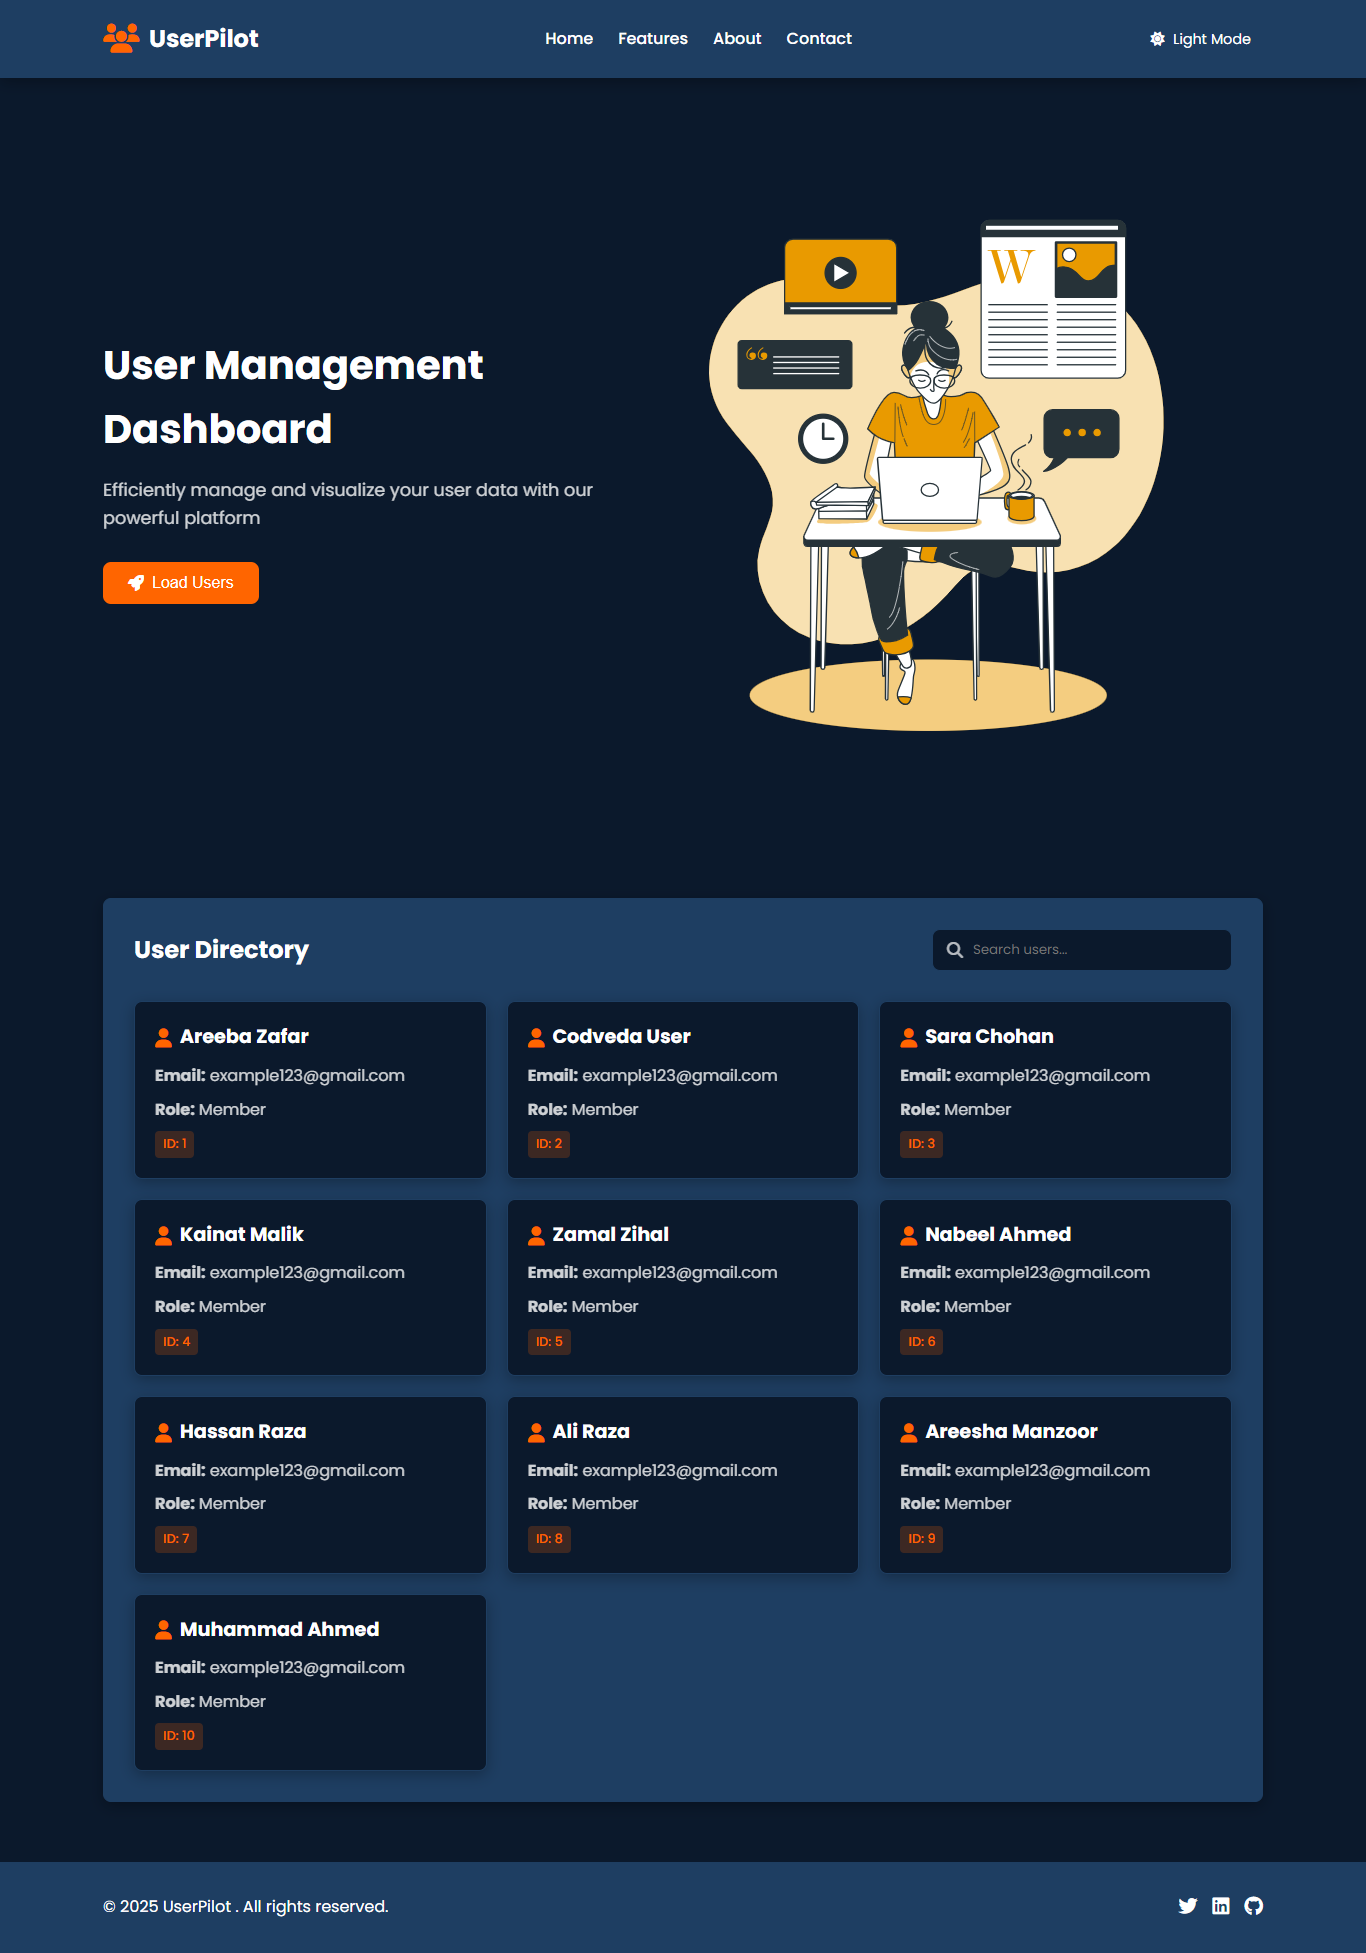 UserPilot
Home Features About Contact
Light Mode
W
“
User Management
Dashboard
Efficiently manage and visualize your user data with our
powerful platform
Load Users
User Directory
Search users...
Areeba Zafar
Email: example123@gmail.com
Role: Member
ID: 1
Codveda User
Email: example123@gmail.com
Role: Member
ID: 2
Sara Chohan
Email: example123@gmail.com
Role: Member
ID: 3
Kainat Malik
Email: example123@gmail.com
Role: Member
ID: 4
Zamal Zihal
Email: example123@gmail.com
Role: Member
ID: 5
Nabeel Ahmed
Email: example123@gmail.com
Role: Member
ID: 6
Hassan Raza
Email: example123@gmail.com
Role: Member
ID: 7
Ali Raza
Email: example123@gmail.com
Role: Member
ID: 8
Areesha Manzoor
Email: example123@gmail.com
Role: Member
ID: 9
Muhammad Ahmed
Email: example123@gmail.com
Role: Member
ID: 10
© 2025 UserPilot . All rights reserved.